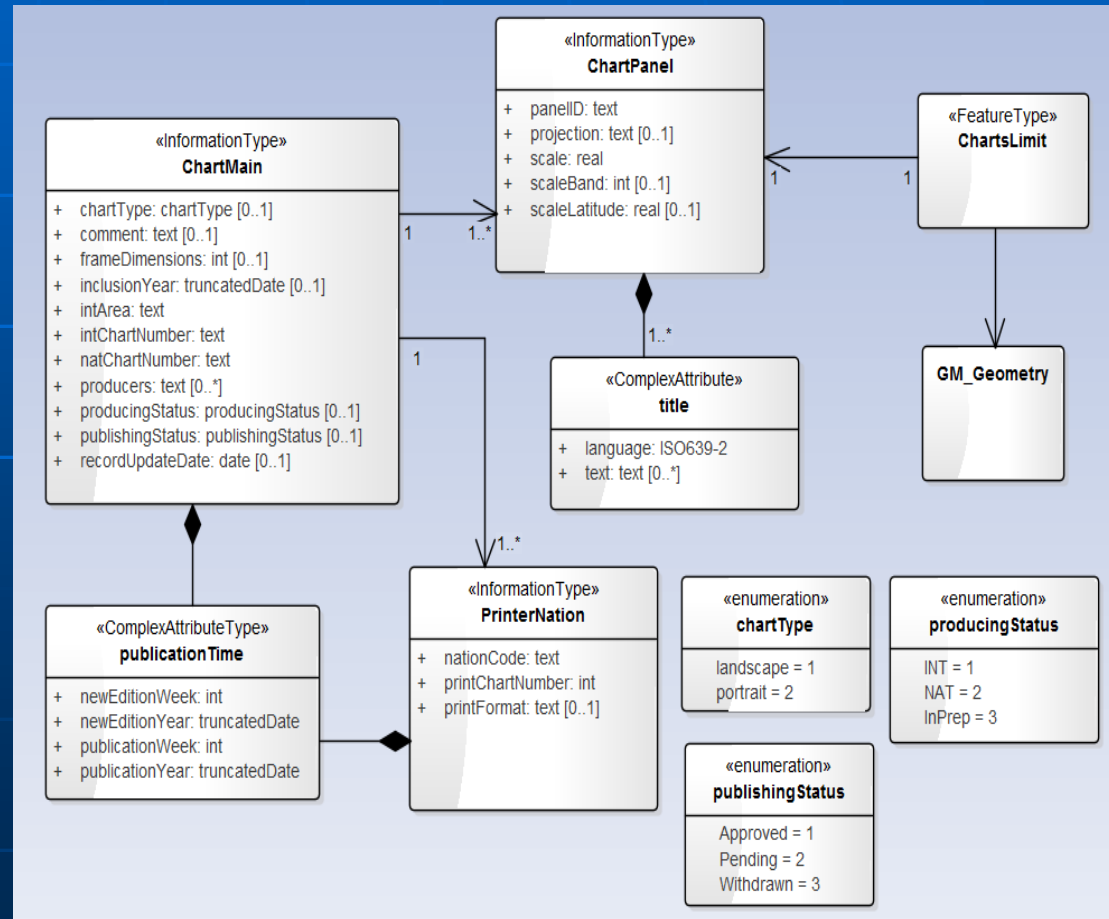 «InformationType»
ChartPanel
+ panelID: text
+ projection: text [0..1]
+ scale: real
+ scaleBand: int [0..1]
+ scaleLatitude: real [0..1]
«FeatureType»
ChartsLimit
«InformationType»
ChartMain
+ chartType: chartType [0..1]
+ comment: text [0..1]
+ frameDimensions: int [0..1]
+ inclusionYear: truncatedDate [0..1]
+ intArea: text
+ intChartNumber: text
+ natChartNumber: text
+ producers: text [0..*]
+ producingStatus: producingStatus [0..1]
+ publishingStatus: publishingStatus [0..1]
+ recordUpdateDate: date [0..1]
1
1..*
1
1
1
1..*
1..*
«ComplexAttribute»
title
+ language: ISO639-2
+ text: text [0..*]
GM_Geometry
«ComplexAttributeType»
publicationTime
+ newEditionWeek: int
+ newEditionYear: truncatedDate
+ publicationWeek: int
+ publicationYear: truncatedDate
«InformationType»
PrinterNation
+ nationCode: text
+ printChartNumber: int
+ printFormat: text [0..1]
«enumeration»
chartType
landscape = 1
portrait = 2
«enumeration»
producingStatus
INT = 1
NAT = 2
InPrep = 3
«enumeration»
publishingStatus
Approved = 1
Pending = 2
Withdrawn = 3